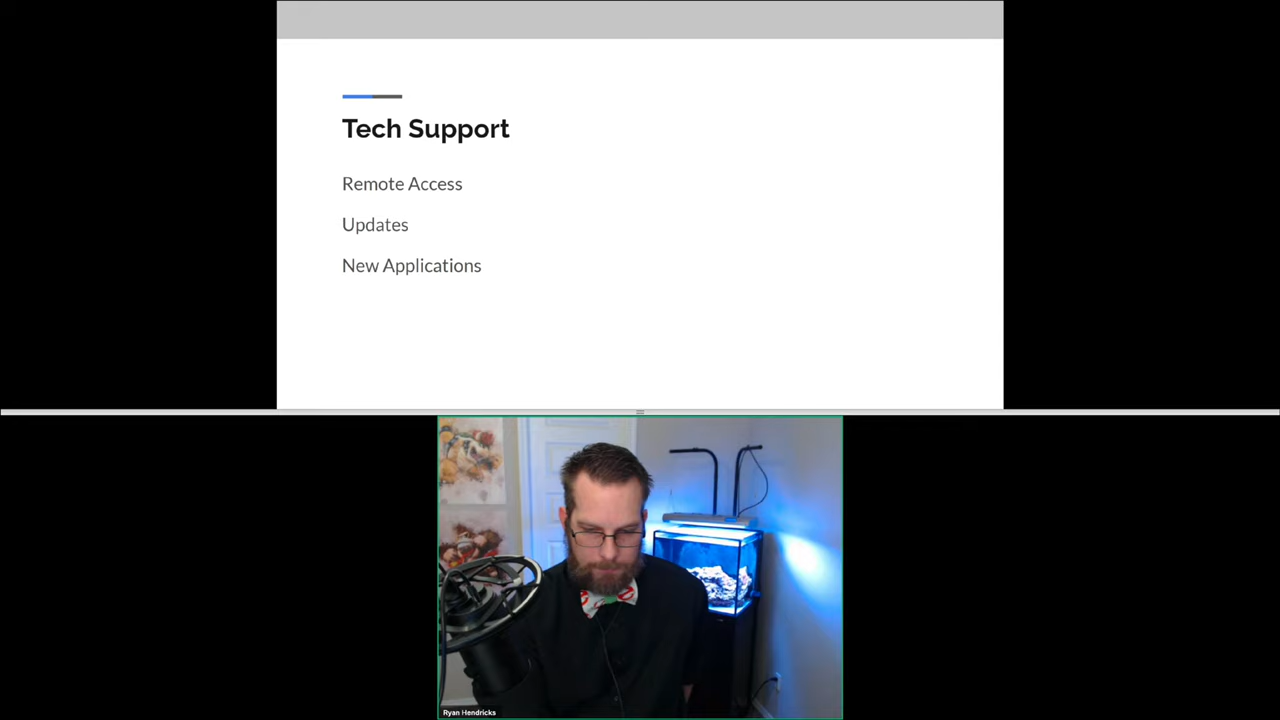 Tech Support
Remote Access
Updates
New Applications
Ryan Hendricks